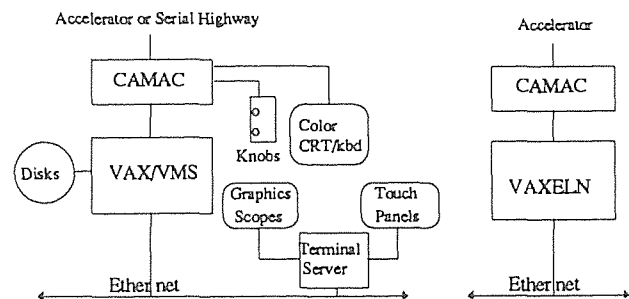 Accelerator or Serial Highway
CAMAC
Knobs
Color
CRT/kbd
Disks
VAX/VMS
Graphics
Scopes
Touch
Panels
Terminal
Server
Ethernet
Accelerator
CAMAC
VAXELN
Ethernet